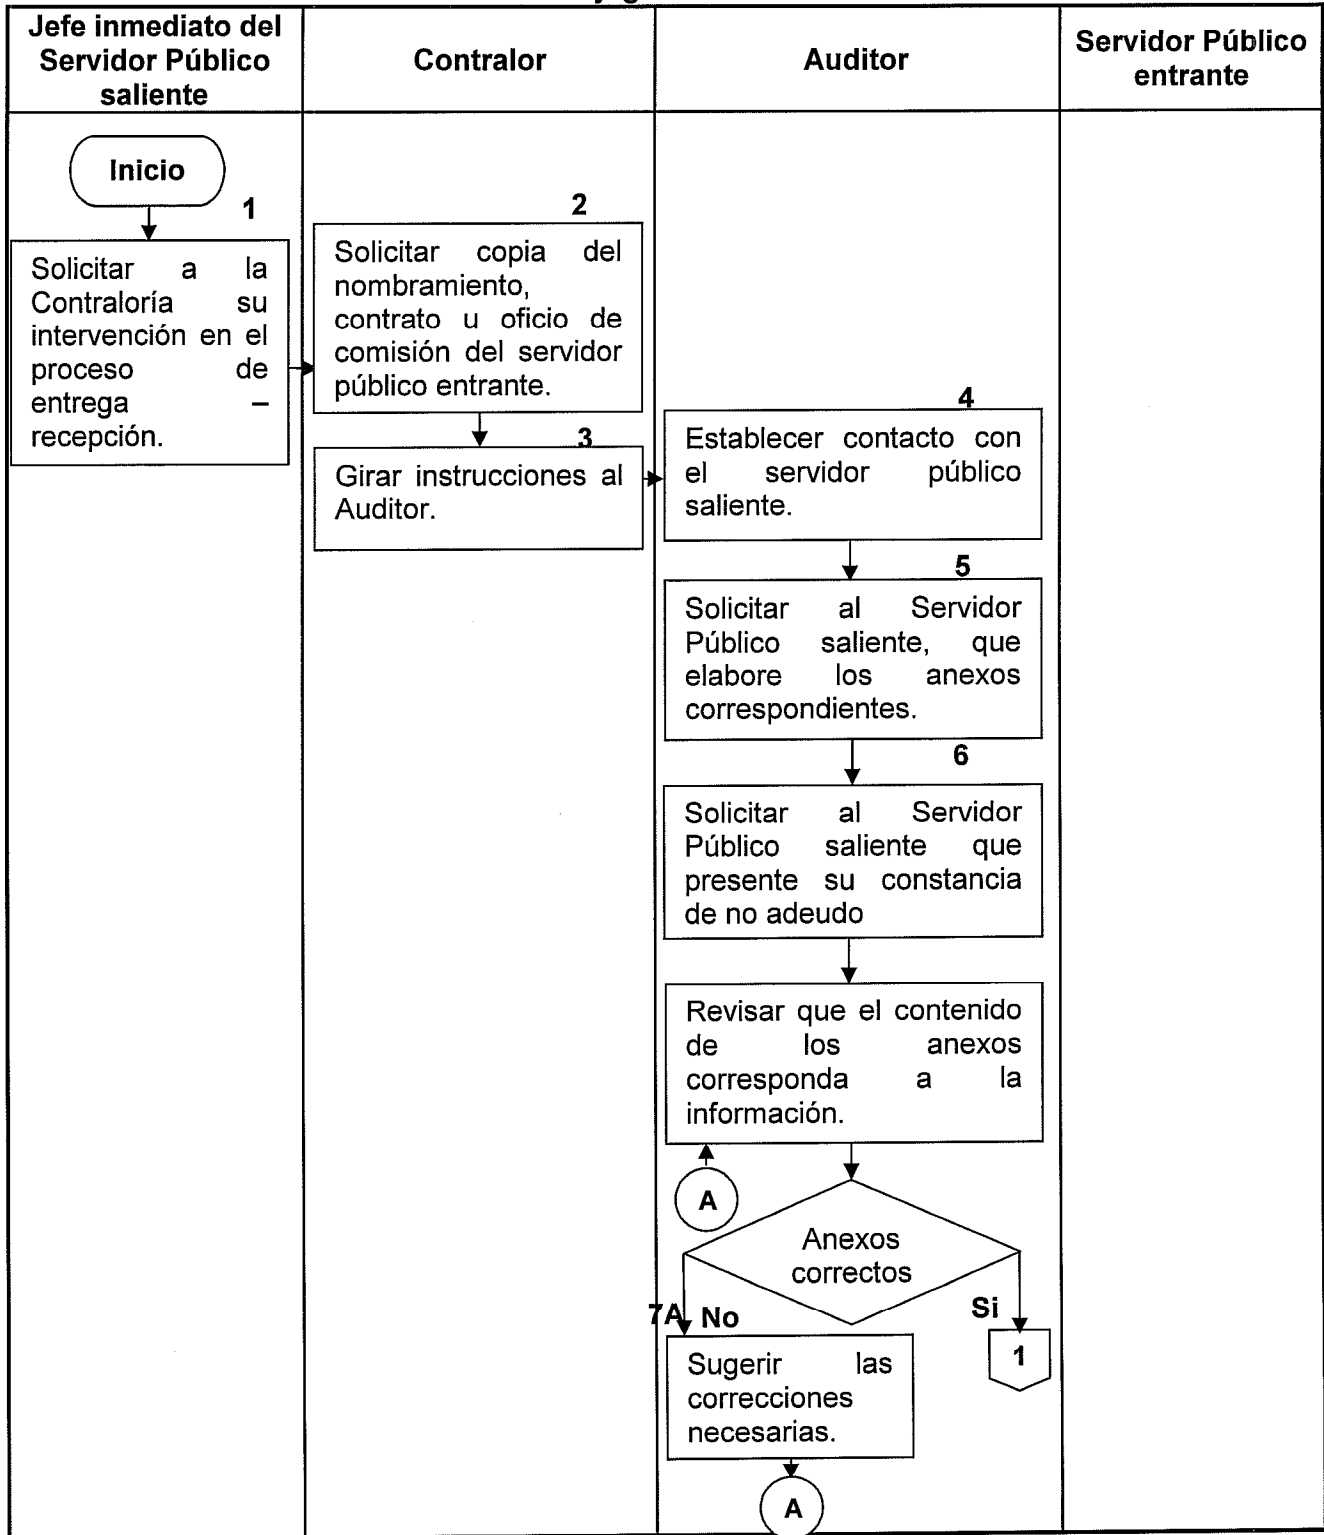 Jefe inmediato del
Servidor Público
saliente
Contralor
Auditor
Servidor Público
entrante
Inicio
1
Solicitar a la
Contraloría su
intervención en el
proceso de
entrega –
recepción.
2
Solicitar copia del
nombramiento,
contrato u oficio de
comisión del servidor
público entrante.
3
Girar instrucciones al
Auditor.
4
Establecer contacto con
el servidor público
saliente.
5
Solicitar al Servidor
Público saliente, que
elabore los anexos
correspondientes.
6
Solicitar al Servidor
Público saliente que
presente su constancia
de no adeudo
Revisar que el contenido
de los anexos
corresponda a la
información.
A
Anexos
correctos
7A No
Si
1
Sugerir las
correcciones
necesarias.
A